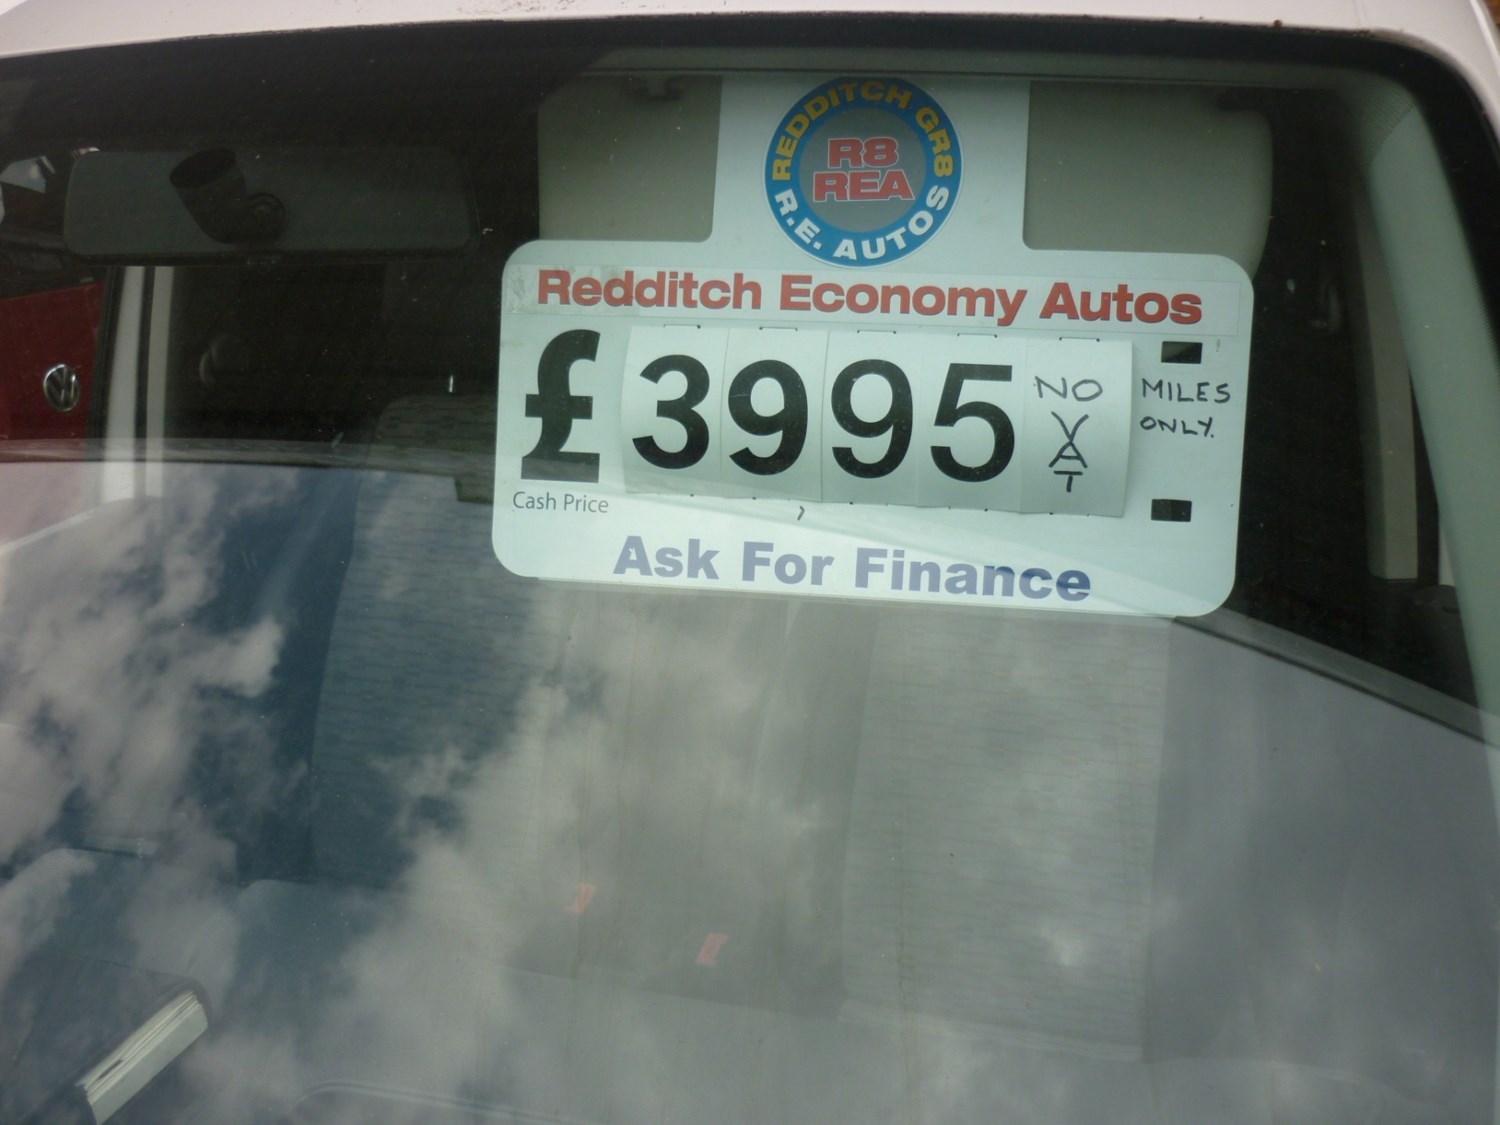 REDDITCH GR8
R8
REA
R.E. AUTOS
Redditch Economy Autos
£3995
NO
VAT
MILES
ONLY.
Cash Price
Ask For Finance